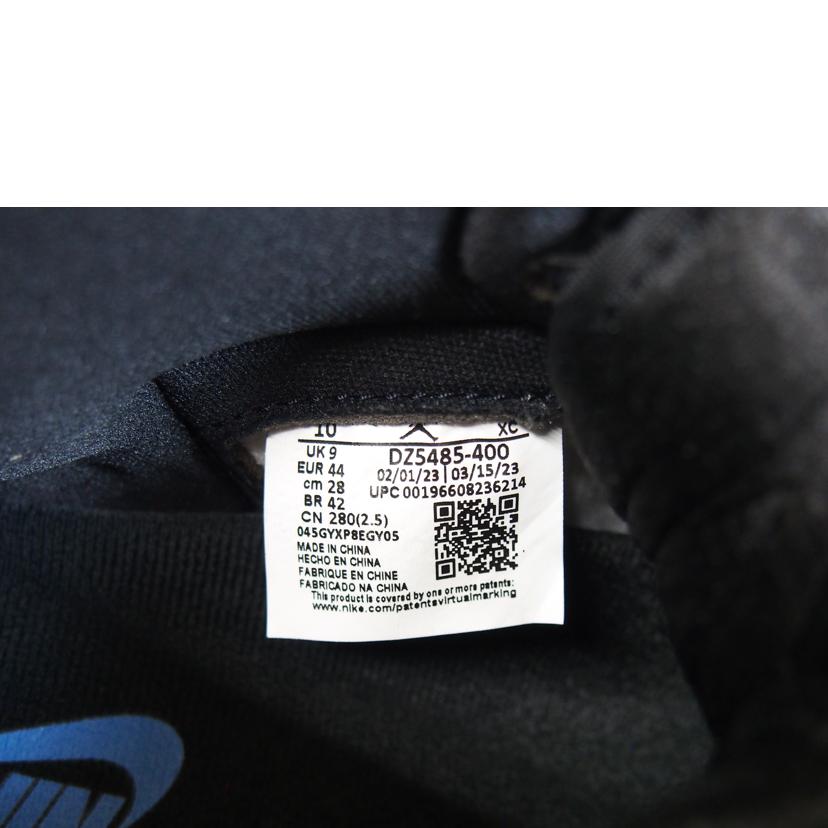 10 XC
UK 9 DZ5485-400
EUR 44 02/01/23 | 03/15/23
cm 28 UPC 00196608236214
BR 42
CN 280(2.5)
045GYXP8EGY05
MADE IN CHINA
HECHO EN CHINA
FABRIQUE EN CHINE
FABRICADO NA CHINA
This product is covered by one or more patents:
www.nike.com/patentsvirtualmarking